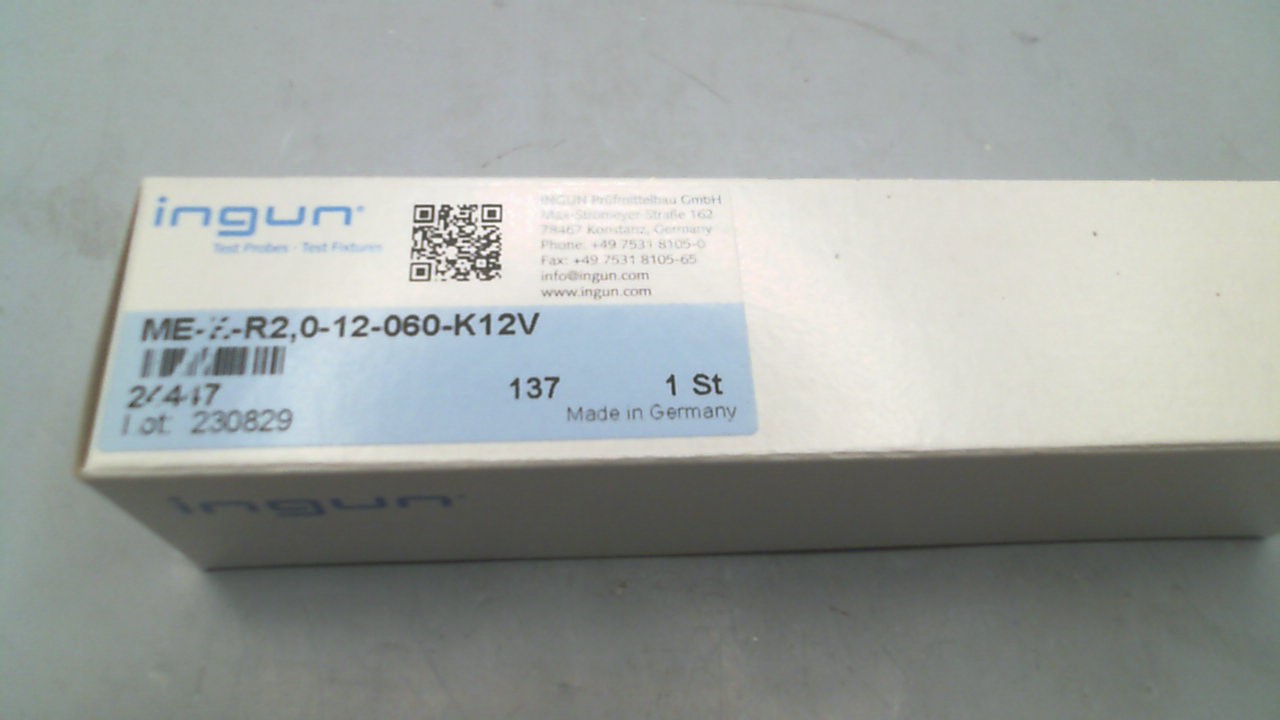 ingun
Test Probes · Test Fixtures
INGUN Prüfmittelbau GmbH
Max-Stromeyer-Straße 162
78467 Konstanz, Germany
Phone: +49 7531 8105-0
Fax: +49 7531 8105-65
info@ingun.com
www.ingun.com
-R2,0-12-060-K12V
137
1 St
Lot: 230829
Made in Germany
ingun